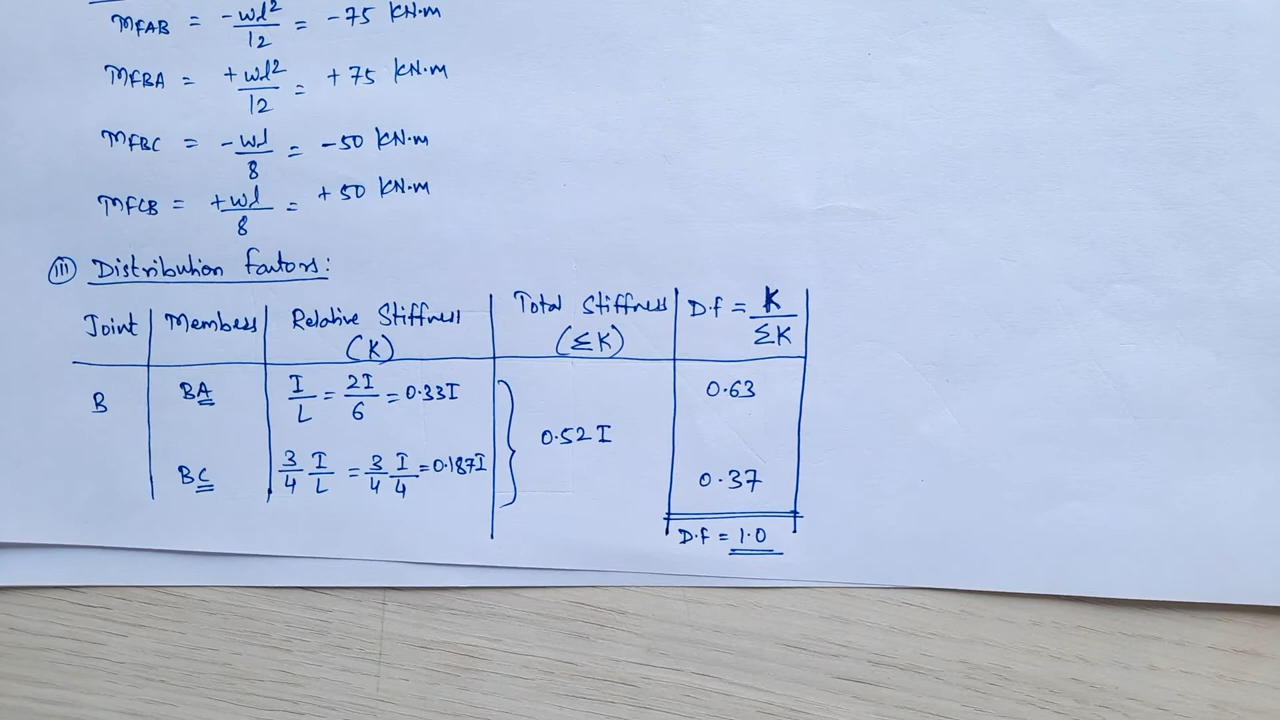 MFAB = -wl²/12 = -75 KN·m
MFBA = +wl²/12 = +75 KN·m
MFBC = -Wl/8 = -50 KN·m
MFCB = +Wl/8 = +50 KN·m
(III) Distribution factors:
Joint | Members | Relative Stiffness (K) | Total Stiffness (ΣK) | D.f = K/ΣK
B | BA | I/L = 2I/6 = 0.33I | 0.52 I | 0.63
BC | 3/4 I/L = 3/4 I/4 = 0.187I | 0.37
D.f = 1.0